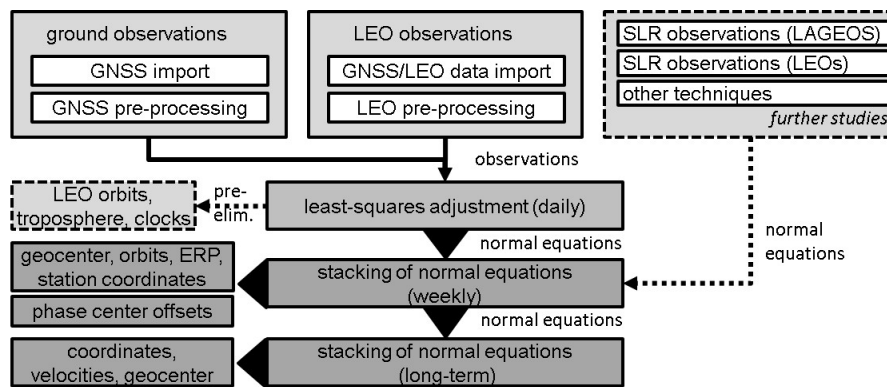 ground observations
GNSS import
GNSS pre-processing
LEO observations
GNSS/LEO data import
LEO pre-processing
SLR observations (LAGEOS)
SLR observations (LEOs)
other techniques
further studies
observations
LEO orbits,
troposphere, clocks
pre-
elim.
least-squares adjustment (daily)
normal equations
normal
equations
geocenter, orbits, ERP,
station coordinates
phase center offsets
stacking of normal equations
(weekly)
normal equations
coordinates,
velocities, geocenter
stacking of normal equations
(long-term)